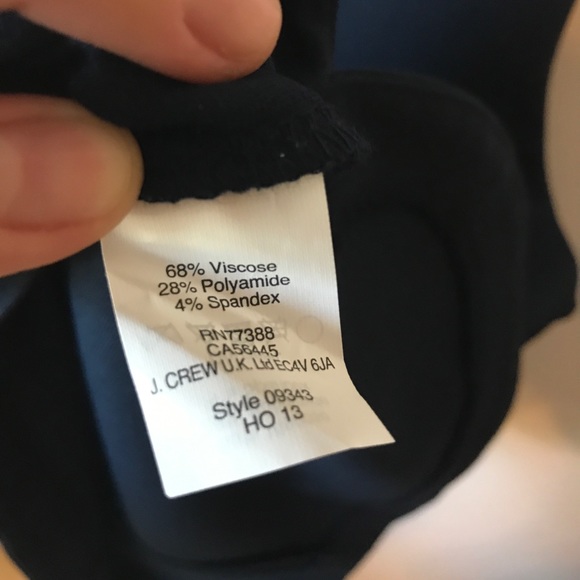 68% Viscose
28% Polyamide
4% Spandex
RN77388
CA56445
J. CREW U.K. Ltd EC4V 6JA
Style 09343
HO 13